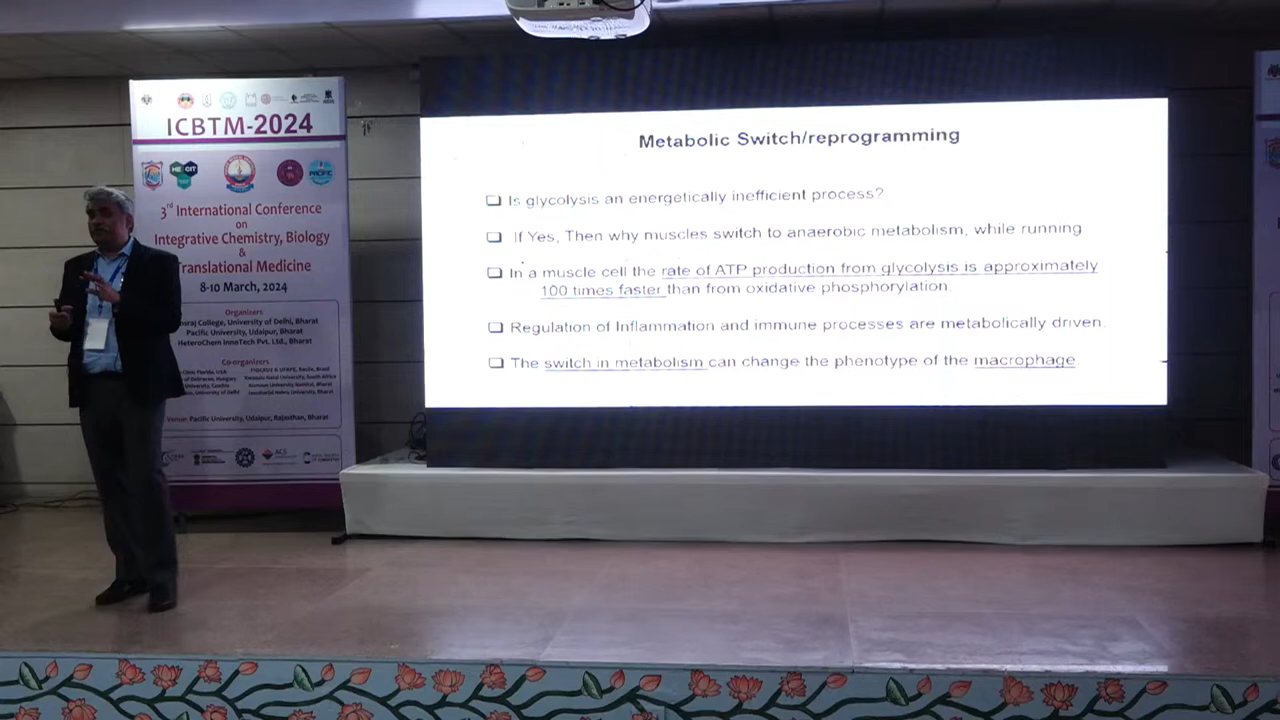 ICBTM-2024
3rd International Conference
on
Integrative Chemistry, Biology
&
Translational Medicine
8-10 March, 2024
Organizers
College, University of Delhi, Bharat
Pacific University, Udaipur, Bharat
HeteroChem InnoTech Pvt. Ltd., Bharat
Co-organizers
Venue: Pacific University, Udaipur, Rajasthan, Bharat
ACS
Metabolic Switch/reprogramming
Is glycolysis an energetically inefficient process?
If Yes, Then why muscles switch to anaerobic metabolism, while running
In a muscle cell the rate of ATP production from glycolysis is approximately
100 times faster than from oxidative phosphorylation
Regulation of Inflammation and immune processes are metabolically driven.
The switch in metabolism can change the phenotype of the macrophage